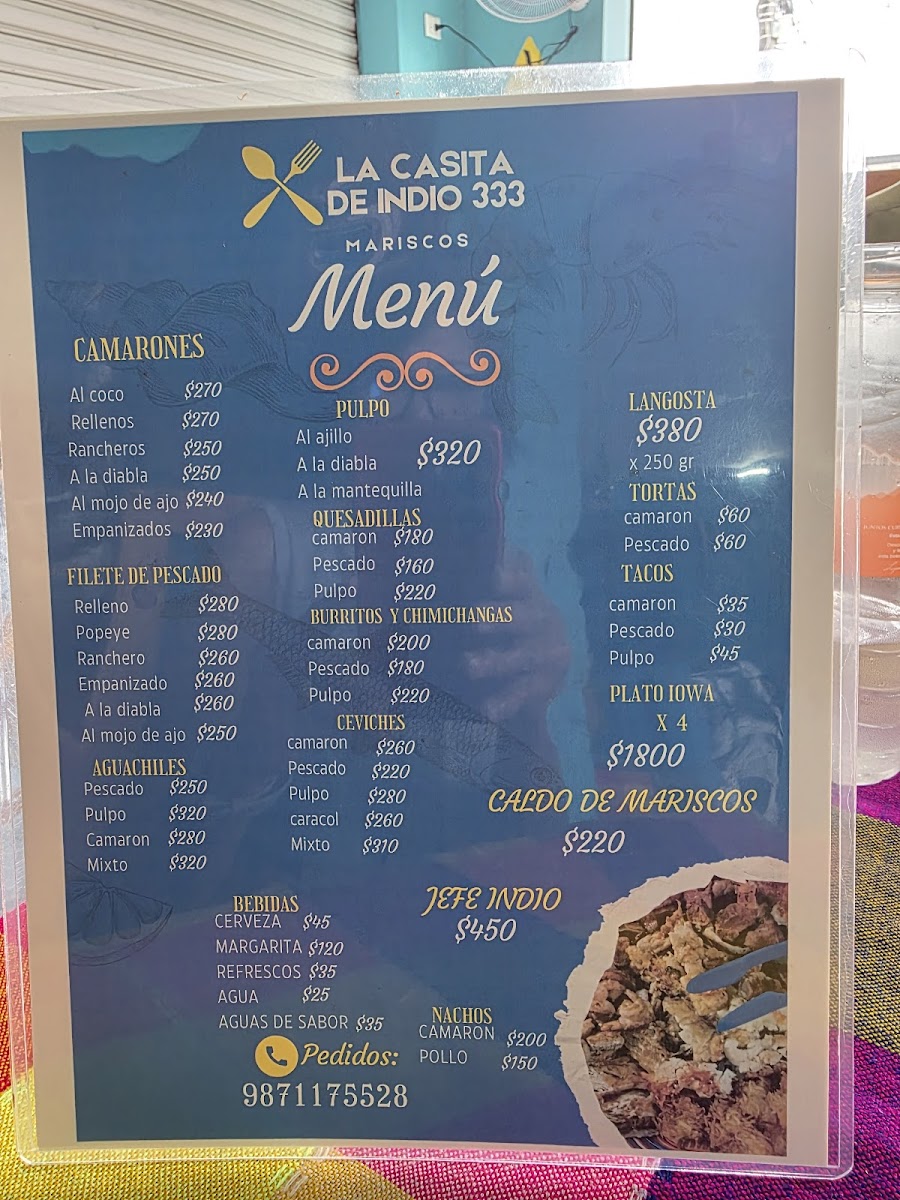 LA CASITA
DE INDIO 333
MARISCOS
Menú
CAMARONES
Al coco $270
Rellenos $270
Rancheros $250
A la diabla $250
Al mojo de ajo $240
Empanizados $230
FILETE DE PESCADO
Relleno $280
Popeye $280
Ranchero $260
Empanizado $260
A la diabla $260
Al mojo de ajo $250
AGUACHILES
Pescado $250
Pulpo $320
Camaron $280
Mixto $320
PULPO
Al ajillo
A la diabla $320
A la mantequilla
QUESADILLAS
camaron $180
Pescado $160
Pulpo $220
BURRITOS Y CHIMICHANGAS
camaron $200
Pescado $180
Pulpo $220
CEVICHES
camaron $260
Pescado $220
Pulpo $280
caracol $260
Mixto $310
LANGOSTA
$380
x 250 gr
TORTAS
camaron $60
Pescado $60
TACOS
camaron $35
Pescado $30
Pulpo $45
PLATO IOWA
X 4
$1800
CALDO DE MARISCOS
$220
JEFE INDIO
$450
BEBIDAS
CERVEZA $45
MARGARITA $120
REFRESCOS $35
AGUA $25
AGUAS DE SABOR $35
NACHOS
CAMARON $200
POLLO $150
Pedidos:
9871175528